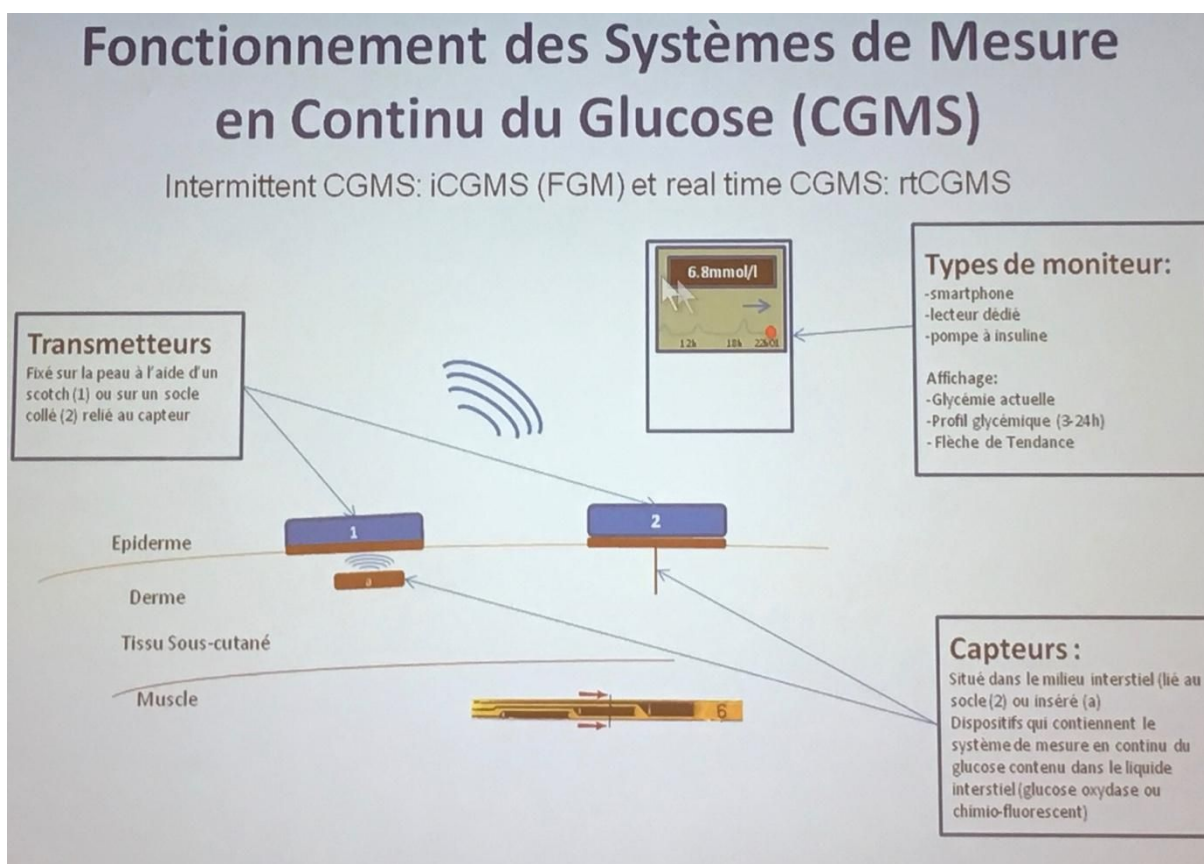 Fonctionnement des Systèmes de Mesure
en Continu du Glucose (CGMS)
Intermittent CGMS: iCGMS (FGM) et real time CGMS: rtCGMS
6.8mmol/l
12h 18h 22h01
Types de moniteur:
-smartphone
-lecteur dédié
-pompe à insuline
Affichage:
-Glycémie actuelle
-Profil glycémique (3-24h)
- Flèche de Tendance
Transmetteurs
Fixé sur la peau à l'aide d'un
scotch (1) ou sur un socle
collé (2) relié au capteur
1
2
Epiderme
a
Derme
Tissu Sous-cutané
Muscle
6
Capteurs :
Situé dans le milieu interstiel (lié au
socle (2) ou inséré (a)
Dispositifs qui contiennent le
système de mesure en continu du
glucose contenu dans le liquide
interstiel (glucose oxydase ou
chimio-fluorescent)